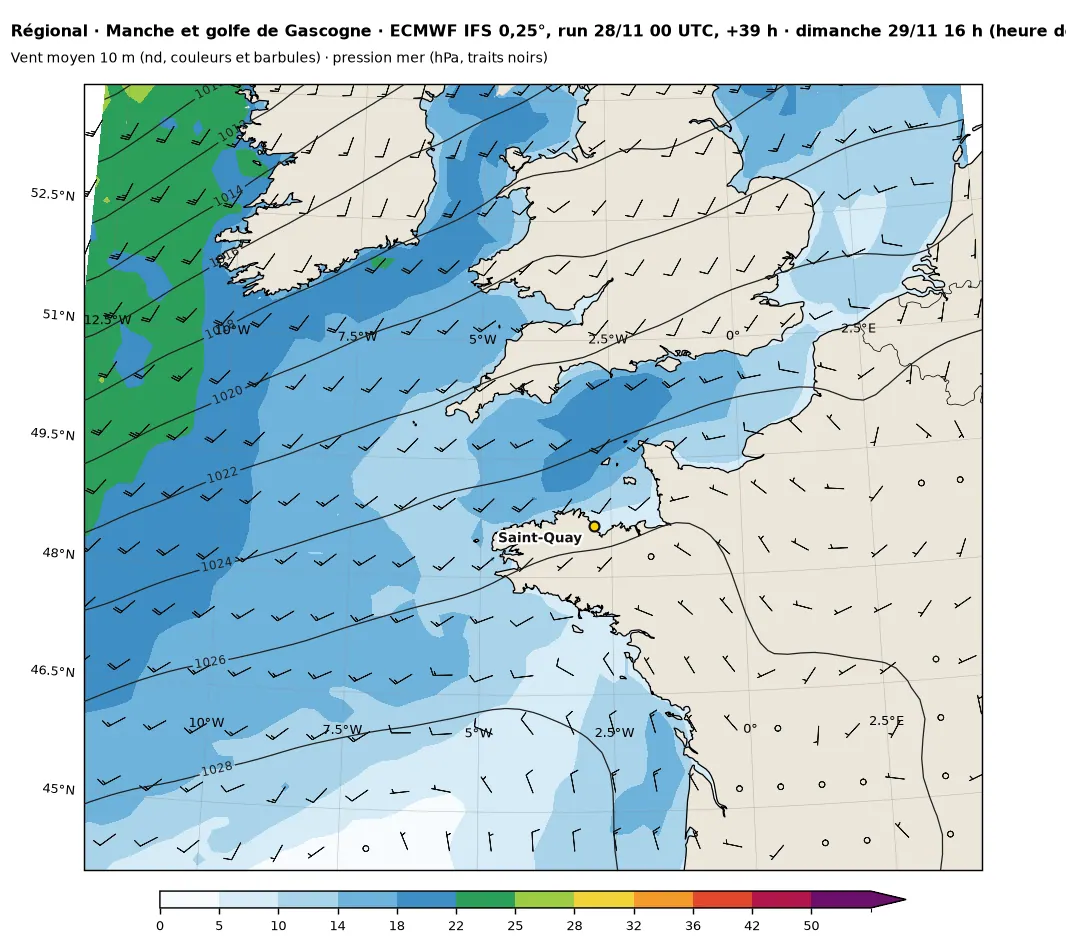 Régional · Manche et golfe de Gascogne · ECMWF IFS 0,25°, run 28/11 00 UTC, +39 h · dimanche 29/11 16 h (heure d
Vent moyen 10 m (nd, couleurs et barbules) · pression mer (hPa, traits noirs)
1012
52.5°N
1014
1016
51°N
12.5°W
1018
10°W
7.5°W
5°W
2.5°W
0°
2.5°E
1020
49.5°N
1022
Saint-Quay
48°N
1024
1026
46.5°N
10°W
7.5°W
5°W
2.5°W
0°
2.5°E
1028
45°N
0 5 10 14 18 22 25 28 32 36 42 50